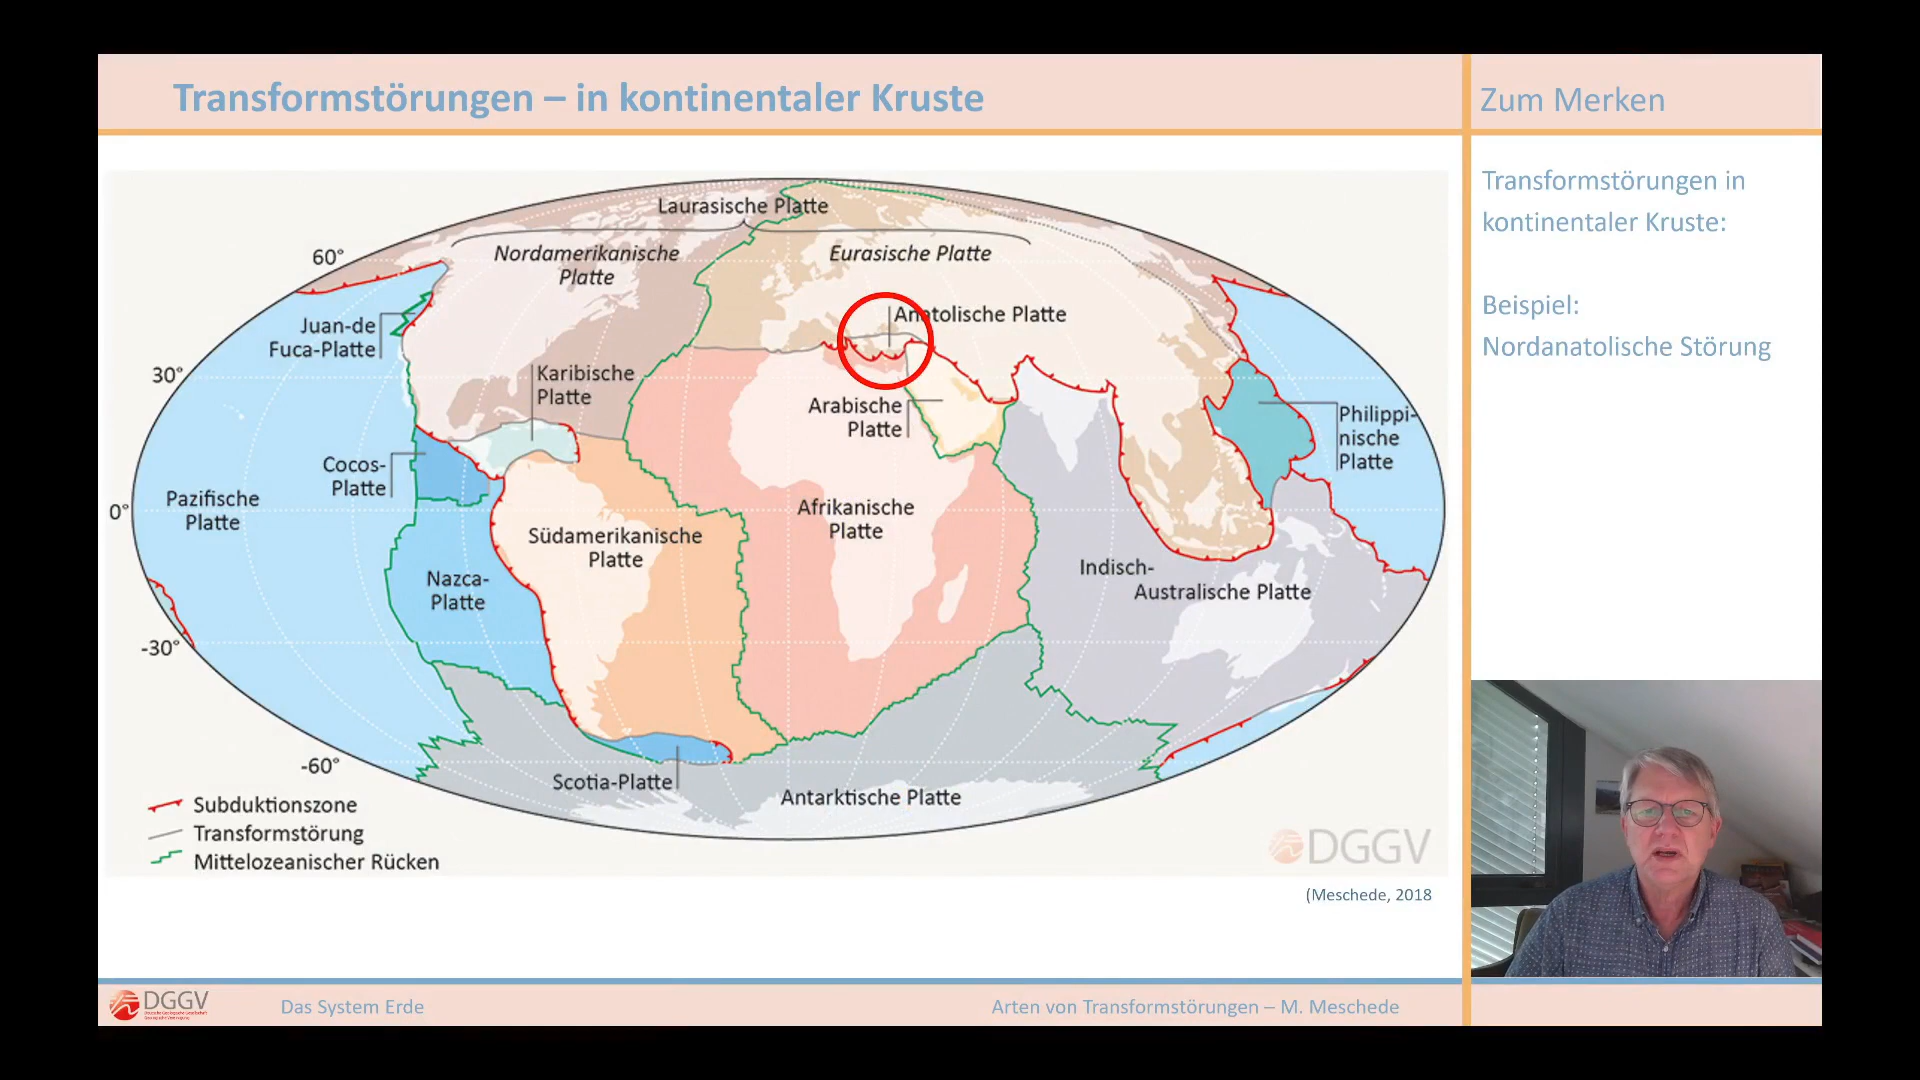 Transformstörungen – in kontinentaler Kruste
Zum Merken
Transformstörungen in
kontinentaler Kruste:
Beispiel:
Nordanatolische Störung
Laurasische Platte
Nordamerikanische
Platte
Eurasische Platte
60°
Anatolische Platte
Juan-de
Fuca-Platte
30°
Karibische
Platte
Arabische
Platte
Philippi-
nische
Platte
Cocos-
Platte
Pazifische
Platte
0°
Afrikanische
Platte
Südamerikanische
Platte
Nazca-
Platte
Indisch-
Australische Platte
-30°
-60°
Scotia-Platte
Antarktische Platte
Subduktionszone
Transformstörung
Mittelozeanischer Rücken
DGGV
(Meschede, 2018
DGGV
Das System Erde
Arten von Transformstörungen – M. Meschede